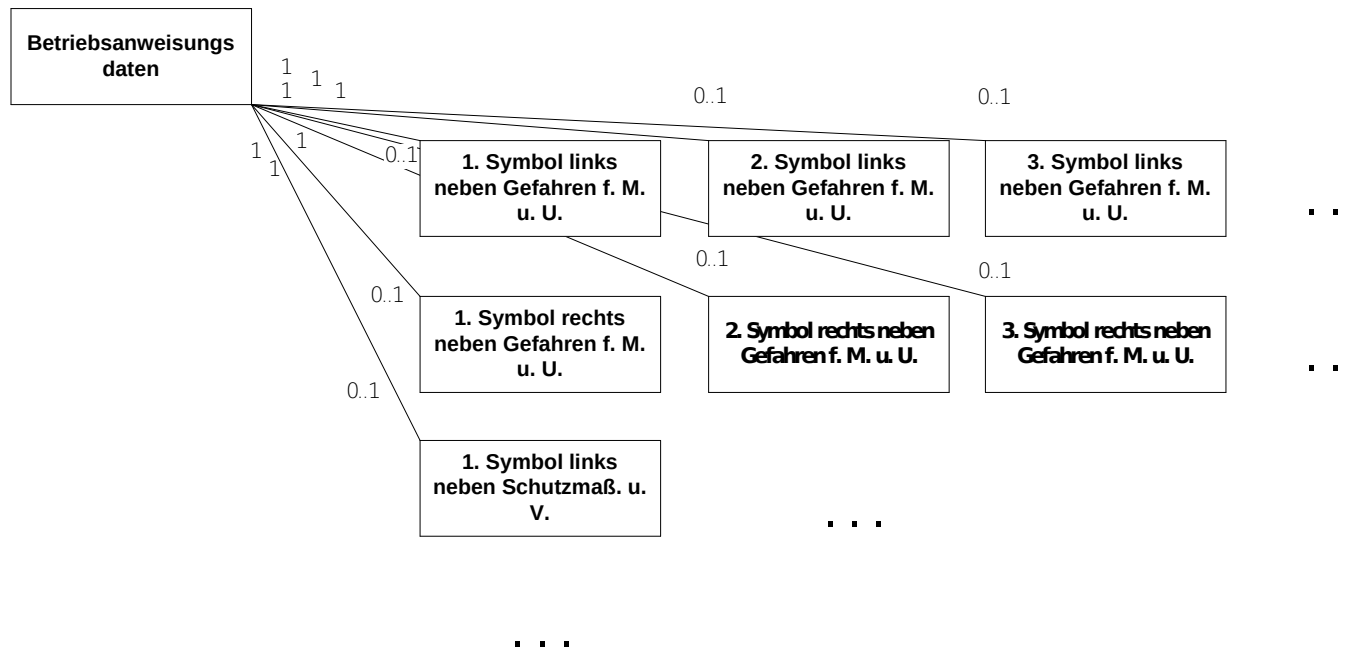 Betriebsanweisungs
daten
1
1
1
1
0..1
0..1
1
1
1
0..1
1. Symbol links
neben Gefahren f. M.
u. U.
2. Symbol links
neben Gefahren f. M.
u. U.
3. Symbol links
neben Gefahren f. M.
u. U.
. .
0..1
0..1
0..1
1. Symbol rechts
neben Gefahren f. M.
u. U.
2. Symbol rechts neben
Gefahren f. M. u. U.
3. Symbol rechts neben
Gefahren f. M. u. U.
. .
0..1
1. Symbol links
neben Schutzmaß. u.
V.
. . .
. . .